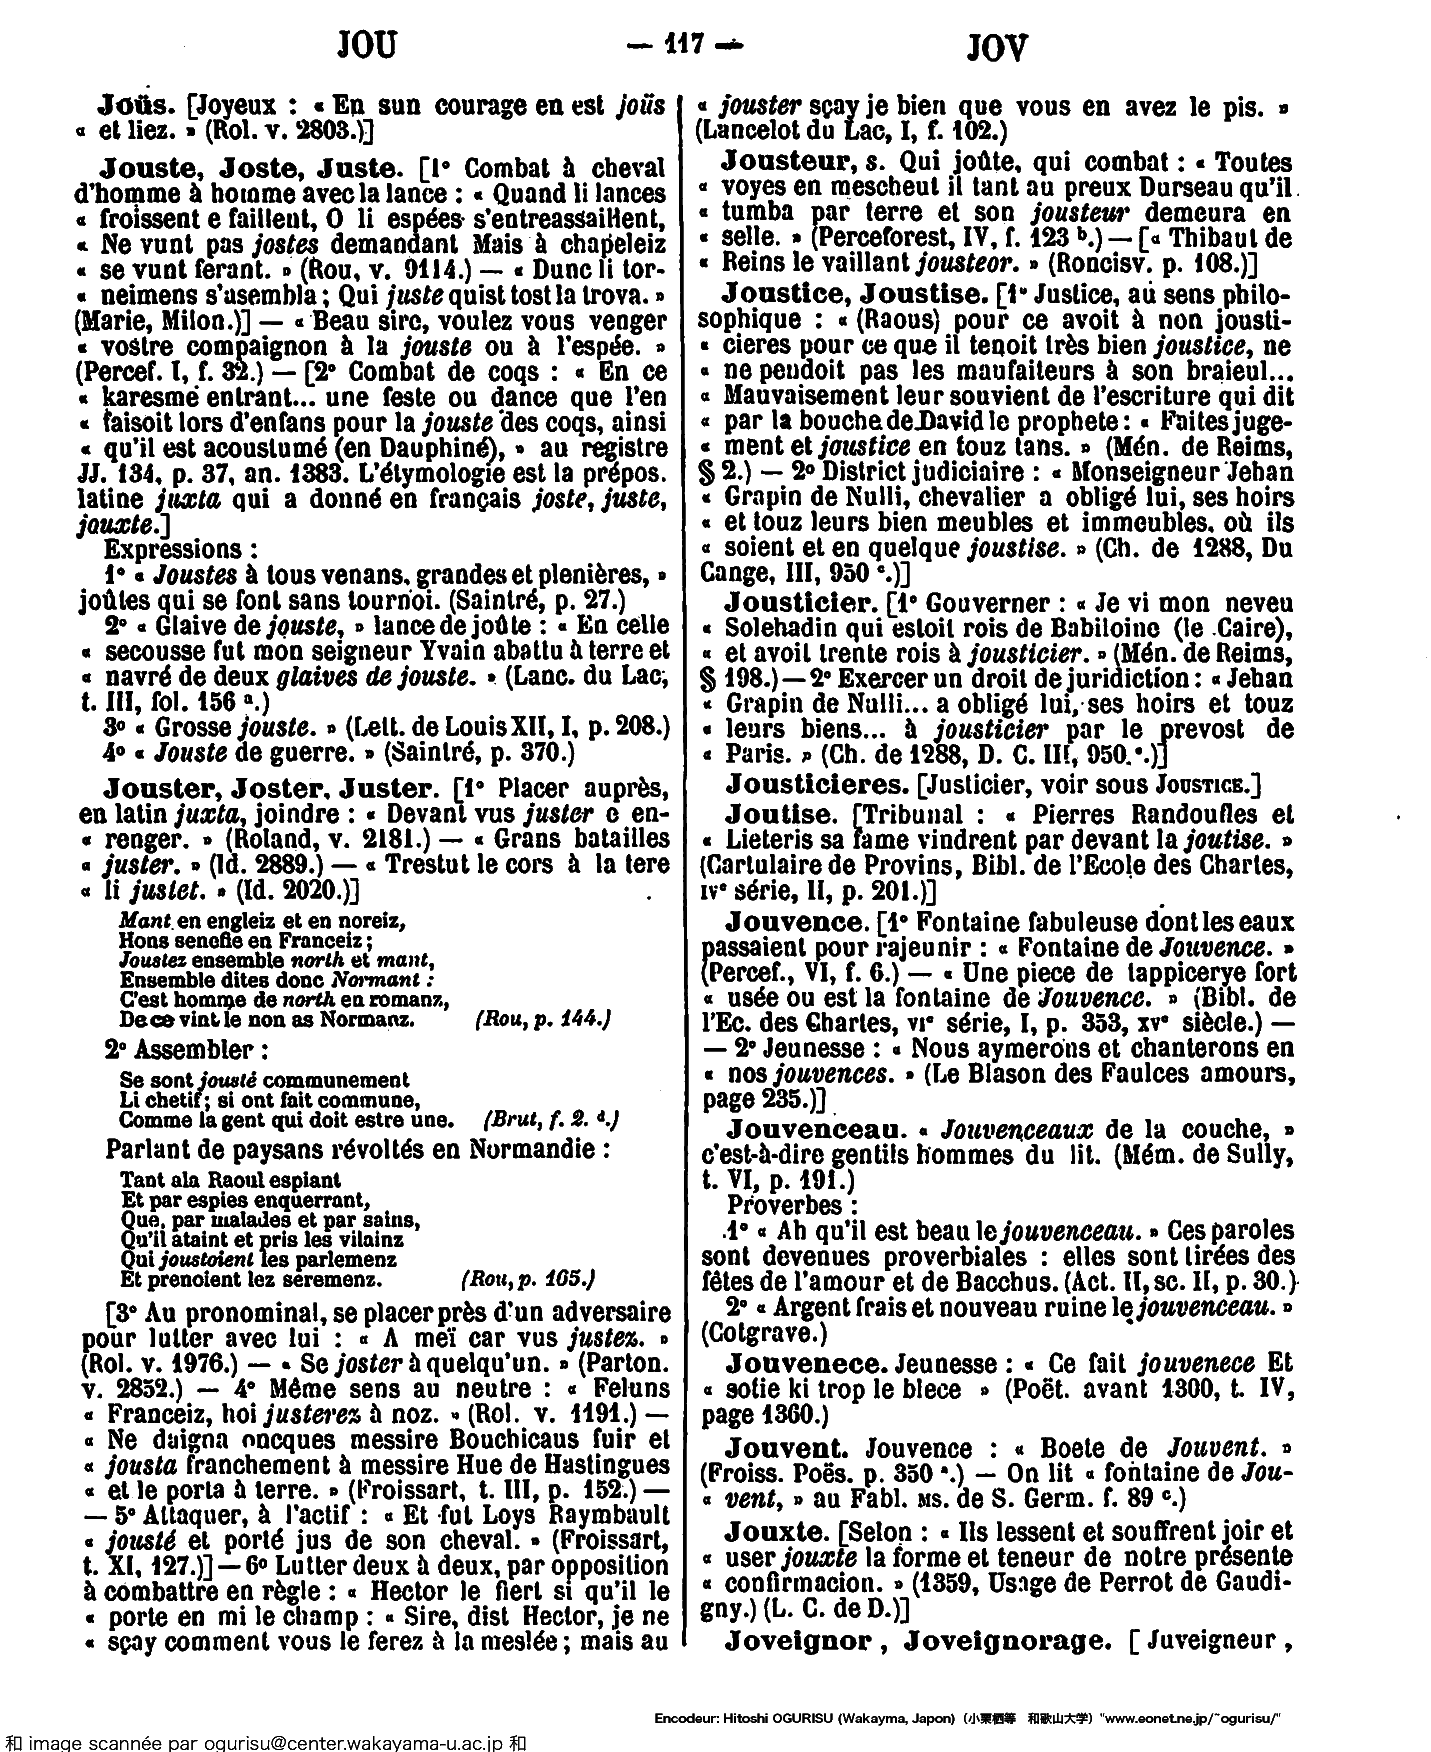 JOU — 117 — JOV
Joüs. [Joyeux : « En sun courage en est joüs
« et liez. » (Rol. v. 2803.)]
Jouste, Joste, Juste. [1° Combat à cheval
d'homme à homme avec la lance : « Quand li lances
« froissent e faillent, O li espées s'entreassaillent,
« Ne vunt pas jostes demandant Mais à chapeleiz
« se vunt ferant. » (Rou, v. 9114.) — « Dunc li tor-
« neimens s'asembla ; Qui juste quist tost la trova. »
(Marie, Milon.)] — « Beau sire, voulez vous venger
« vostre compaignon à la jouste ou à l'espée. »
(Percef. I, f. 32.) — [2° Combat de coqs : « En ce
« karesme entrant... une feste ou dance que l'en
« faisoit lors d'enfans pour la jouste des coqs, ainsi
« qu'il est acoustumé (en Dauphiné), » au registre
JJ. 134, p. 37, an. 1383. L'étymologie est la prépos.
latine juxta qui a donné en français joste, juste,
jouxte.]
Expressions :
1° « Joustes à tous venans, grandes et plenières, »
joûtes qui se font sans tournoi. (Saintré, p. 27.)
2° « Glaive de jouste, » lance de joûte : « En celle
« secousse fut mon seigneur Yvain abattu à terre et
« navré de deux glaives de jouste. » (Lanc. du Lac,
t. III, fol. 156 a.)
3° « Grosse jouste. » (Lett. de Louis XII, I, p. 208.)
4° « Jouste de guerre. » (Saintré, p. 370.)
Jouster, Joster, Juster. [1° Placer auprès,
en latin juxta, joindre : « Devant vus juster e en-
« renger. » (Roland, v. 2181.) — « Grans batailles
« juster. » (Id. 2889.) — « Trestut le cors à la tere
« li justet. » (Id. 2020.)]
Mant en engleiz et en noreiz,
Hons senefie en Franceiz ;
Joustez ensemble north et mant,
Ensemble dites donc Normant :
C'est homme de north en romanz,
De ce vint le non as Normanz. (Rou, p. 144.)
2° Assembler :
Se sont jousté communement
Li chetif ; si ont fait commune,
Comme la gent qui doit estre une. (Brut, f. 2. d.)
Parlant de paysans révoltés en Normandie :
Tant ala Raoul espiant
Et par espies enquerrant,
Que, par malades et par sains,
Qu'il ataint et pris les vilainz
Qui joustoient les parlemenz
Et prenoient lez seremenz. (Rou, p. 165.)
[3° Au pronominal, se placer près d'un adversaire
pour lutter avec lui : « A meï car vus justez. »
(Rol. v. 1976.) — « Se joster à quelqu'un. » (Parton.
v. 2852.) — 4° Même sens au neutre : « Feluns
« Franceiz, hoi justerez à noz. » (Rol. v. 1191.) —
« Ne daigna oncques messire Bouchicaus fuir et
« jousta franchement à messire Hue de Hastingues
« et le porta à terre. » (Froissart, t. III, p. 152.) —
— 5° Attaquer, à l'actif : « Et fut Loys Raymbault
« jousté et porté jus de son cheval. » (Froissart,
t. XI, 127.)] — 6° Lutter deux à deux, par opposition
à combattre en règle : « Hector le fiert si qu'il le
« porte en mi le champ : « Sire, dist Hector, je ne
« sçay comment vous le ferez à la meslée ; mais au
« jouster sçay je bien que vous en avez le pis. »
(Lancelot du Lac, I, f. 102.)
Jousteur, s. Qui joûte, qui combat : « Toutes
« voyes en mescheut il tant au preux Durseau qu'il
« tumba par terre et son jousteur demeura en
« selle. » (Perceforest, IV, f. 123 b.) — [« Thibaut de
« Reins le vaillant jousteor. » (Roncisv. p. 108.)]
Joustice, Joustise. [1° Justice, au sens philo-
sophique : « (Raous) pour ce avoit à non jousti-
« cieres pour ce que il tenoit très bien joustice, ne
« ne pendoit pas les maufaiteurs à son braieul...
« Mauvaisement leur souvient de l'escriture qui dit
« par la bouche de David le prophete : « Faites juge-
« ment et joustice en touz tans. » (Mén. de Reims,
§ 2.) — 2° District judiciaire : « Monseigneur Jehan
« Grapin de Nulli, chevalier a obligé lui, ses hoirs
« et touz leurs bien meubles et immeubles, où ils
« soient et en quelque joustise. » (Ch. de 1288, Du
Cange, III, 950 c.)]
Jousticier. [1° Gouverner : « Je vi mon neveu
« Solehadin qui estoit rois de Babiloine (le Caire),
« et avoit trente rois à jousticier. » (Mén. de Reims,
§ 198.) — 2° Exercer un droit de juridiction : « Jehan
« Grapin de Nulli... a obligé lui, ses hoirs et touz
« leurs biens... à jousticier par le prevost de
« Paris. » (Ch. de 1288, D. C. III, 950.)]
Jousticieres. [Justicier, voir sous JOUSTICE.]
Joutise. [Tribunal : « Pierres Randoufles et
« Lieteris sa fame vindrent par devant la joutise. »
(Cartulaire de Provins, Bibl. de l'Ecole des Chartes,
IVe série, II, p. 201.)]
Jouvence. [1° Fontaine fabuleuse dont les eaux
passaient pour rajeunir : « Fontaine de Jouvence. »
(Percef., VI, f. 6.) — « Une piece de tappicerye fort
« usée ou est la fontaine de Jouvence. » (Bibl. de
l'Ec. des Chartes, VIe série, I, p. 353, XVe siècle.) —
— 2° Jeunesse : « Nous aymerons et chanterons en
« nos jouvences. » (Le Blason des Faulces amours,
page 235.)]
Jouvenceau. « Jouvenceaux de la couche, »
c'est-à-dire gentils hommes du lit. (Mém. de Sully,
t. VI, p. 191.)
Proverbes :
1° « Ah qu'il est beau le jouvenceau. » Ces paroles
sont devenues proverbiales : elles sont tirées des
fêtes de l'amour et de Bacchus. (Act. II, sc. II, p. 30.)
2° « Argent frais et nouveau ruine le jouvenceau. »
(Cotgrave.)
Jouvenece. Jeunesse : « Ce fait jouvenece Et
« sotie ki trop le blece » (Poët. avant 1300, t. IV,
page 1360.)
Jouvent. Jouvence : « Boete de Jouvent. »
(Froiss. Poës. p. 350 a.) — On lit « fontaine de Jou-
« vent, » au Fabl. MS. de S. Germ. f. 89 c.)
Jouxte. [Selon : « Ils lessent et souffrent joir et
« user jouxte la forme et teneur de notre présente
« confirmacion. » (1359, Usage de Perrot de Gaudi-
gny.) (L. C. de D.)]
Joveignor, Joveignorage. [Juveigneur,
Encodeur: Hitoshi OGURISU (Wakayma, Japon)（小栗栖等　和歌山大学）"www.eonet.ne.jp/~ogurisu/"
和 image scannée par ogurisu@center.wakayama-u.ac.jp 和